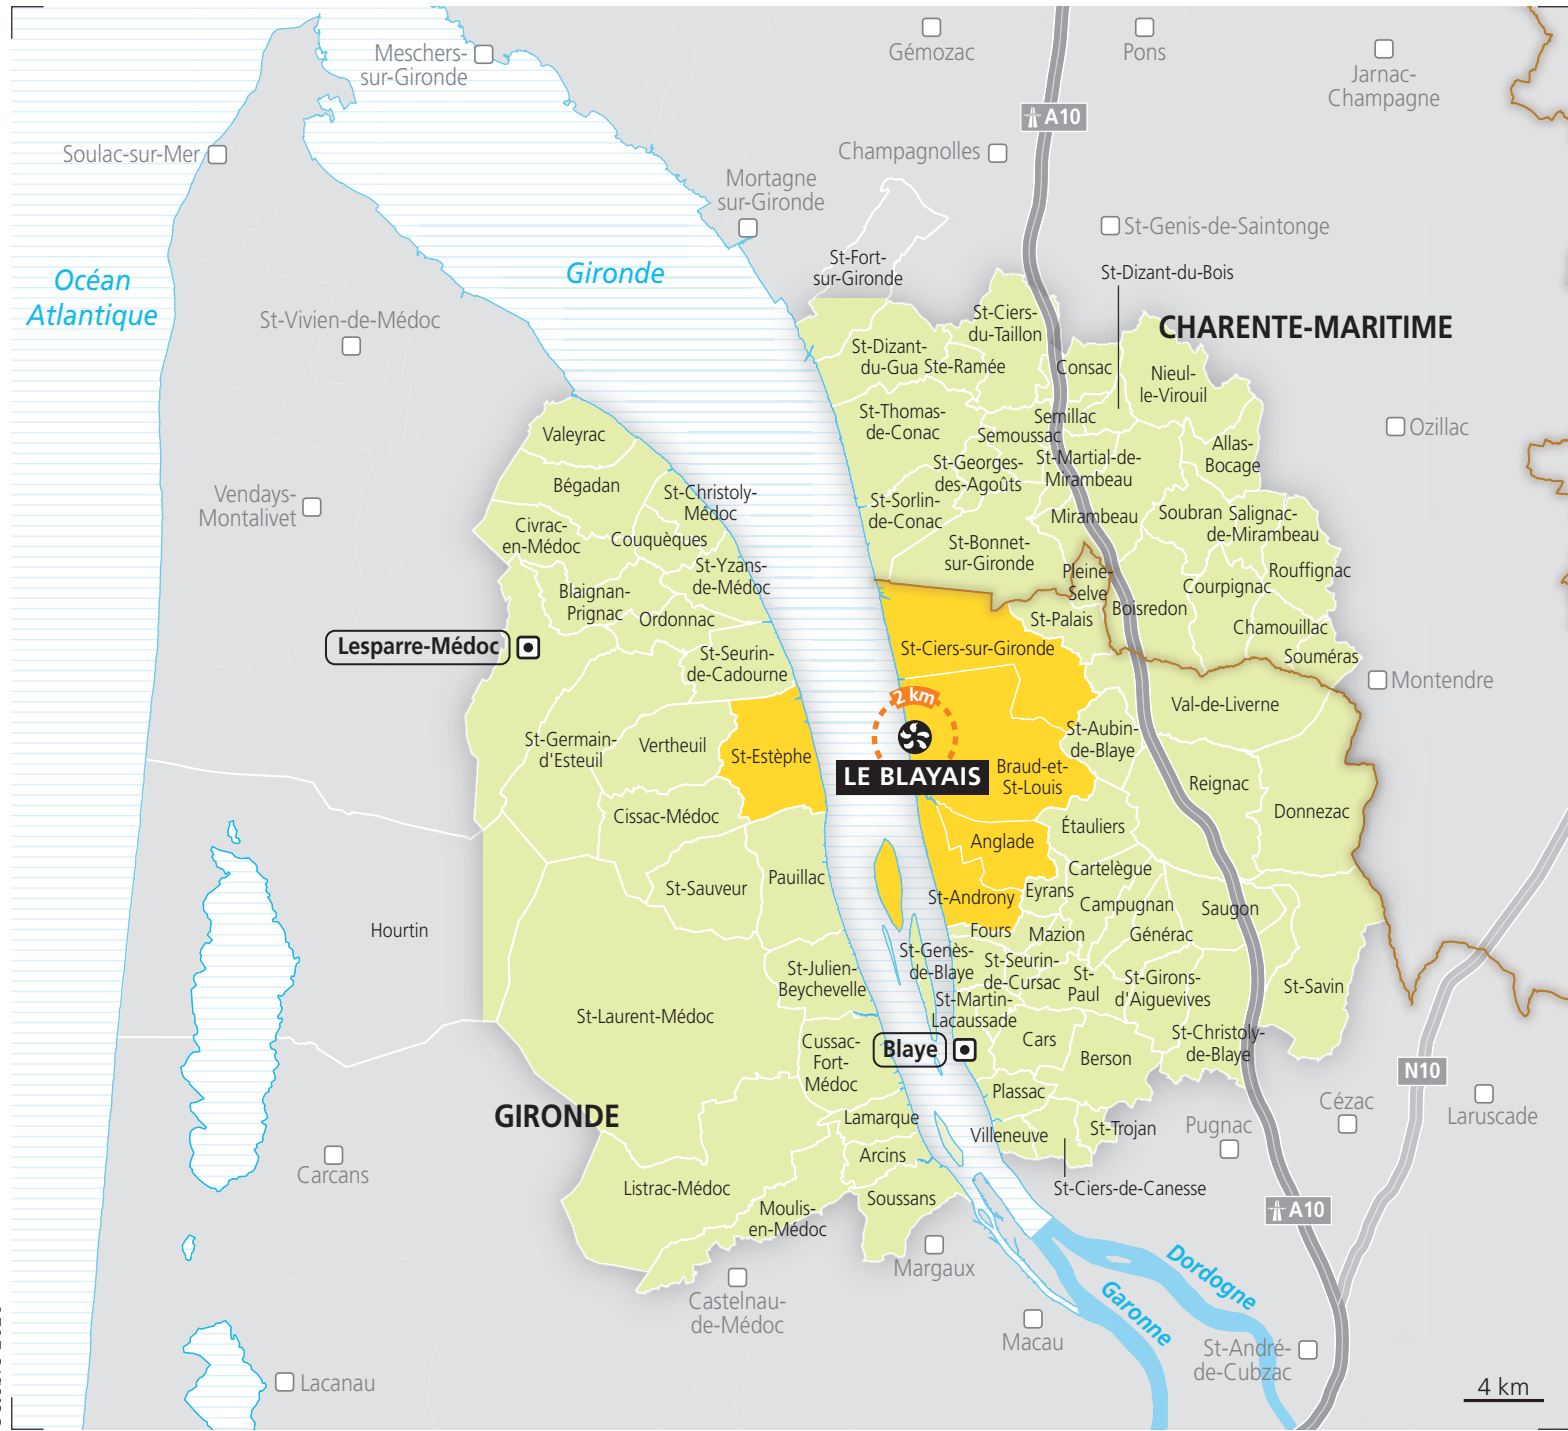 Meschers-
sur-Gironde
Gémozac
Pons
Jarnac-
Champagne
A10
Soulac-sur-Mer
Champagnolles
Mortagne
sur-Gironde
St-Genis-de-Saintonge
Océan
Atlantique
Gironde
St-Fort-
sur-Gironde
St-Dizant-du-Bois
St-Vivien-de-Médoc
St-Ciers-
du-Taillon
CHARENTE-MARITIME
St-Dizant-
du-Gua
Ste-Ramée
Consac
Nieul-
le-Virouil
Valeyrac
St-Thomas-
de-Conac
Semillac
Semoussac
Ozillac
Allas-
Bocage
Bégadan
St-Georges-
des-Agoûts
St-Martial-de-
Mirambeau
Vendays-
Montalivet
St-Christoly-
Médoc
St-Sorlin-
de-Conac
Mirambeau
Soubran
Salignac-
de-Mirambeau
Civrac-
en-Médoc
Couquèques
St-Bonnet-
sur-Gironde
St-Yzans-
de-Médoc
Pleine-
Selve
Rouffignac
Courpignac
Blaignan-
Prignac
Ordonnac
St-Palais
Boisredon
Chamouillac
Lesparre-Médoc
St-Seurin-
de-Cadourne
St-Ciers-sur-Gironde
Souméras
Montendre
2 km
Val-de-Liverne
St-Germain-
d'Esteuil
Vertheuil
St-Estèphe
St-Aubin-
de-Blaye
LE BLAYAIS
Braud-et-
St-Louis
Reignac
Donnezac
Cissac-Médoc
Étauliers
Anglade
St-Sauveur
Pauillac
Cartelègue
Eyrans
St-Androny
Campugnan
Saugon
Hourtin
Fours
Mazion
Générac
St-Genès-
de-Blaye
St-Seurin-
de-Cursac
St-
Paul
St-Girons-
d'Aiguevives
St-Savin
St-Julien-
Beychevelle
St-Martin-
Lacaussade
St-Laurent-Médoc
Cussac-
Fort-
Médoc
Blaye
Cars
Berson
St-Christoly-
de-Blaye
N10
Plassac
Cézac
Laruscade
GIRONDE
Lamarque
Villeneuve
St-Trojan
Pugnac
Carcans
Arcins
Listrac-Médoc
Soussans
St-Ciers-de-Canesse
Moulis-
en-Médoc
A10
Margaux
Dordogne
Castelnau-
de-Médoc
Garonne
Macau
St-André-
de-Cubzac
Lacanau
4 km